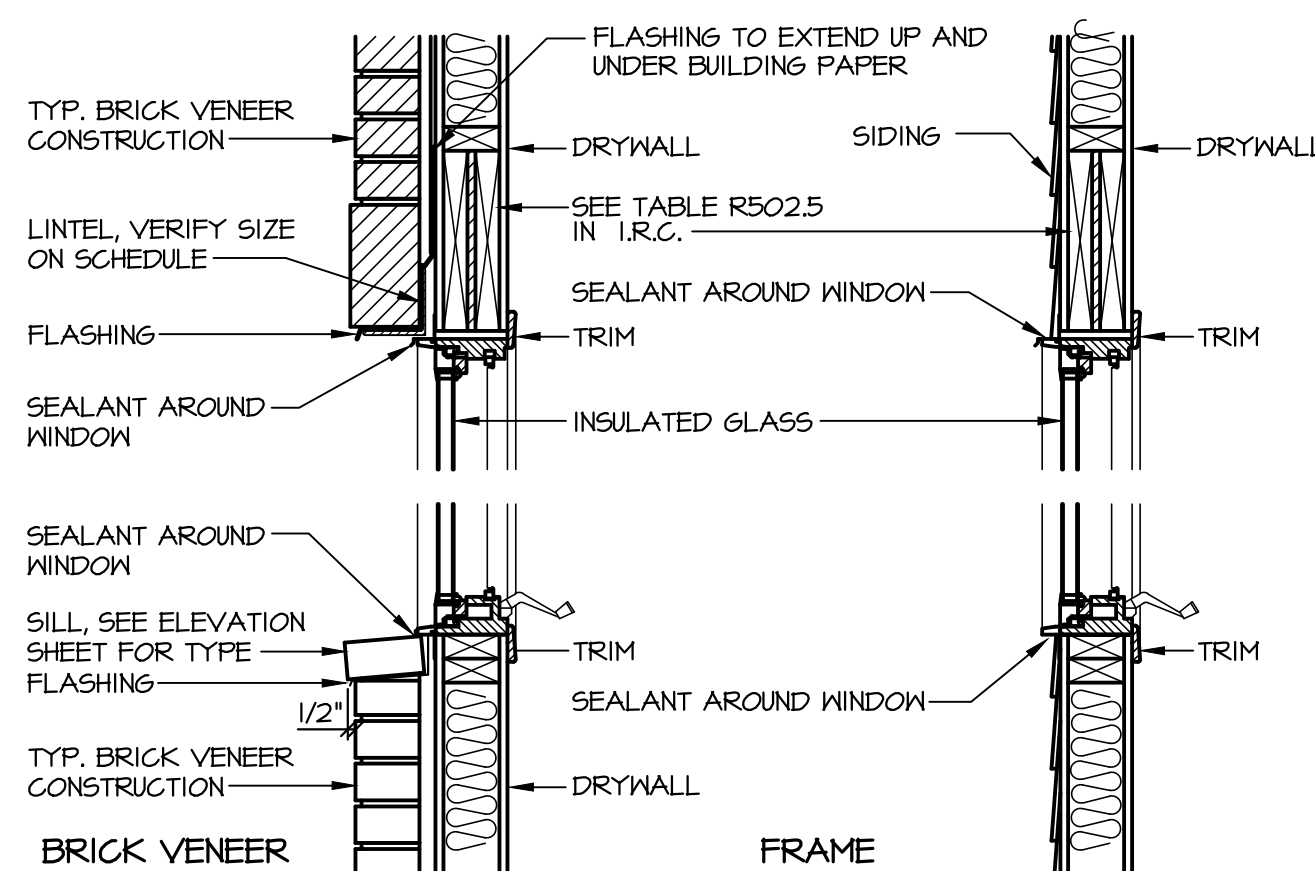 FLASHING TO EXTEND UP AND
UNDER BUILDING PAPER
TYP. BRICK VENEER
CONSTRUCTION
DRYWALL
SEE TABLE R502.5
IN I.R.C.
LINTEL, VERIFY SIZE
ON SCHEDULE
SEALANT AROUND WINDOW
FLASHING
TRIM
SEALANT AROUND
WINDOW
INSULATED GLASS
SIDING
DRYWALL
TRIM
SEALANT AROUND
WINDOW
SILL, SEE ELEVATION
SHEET FOR TYPE
FLASHING
1/2"
TRIM
SEALANT AROUND WINDOW
TRIM
TYP. BRICK VENEER
CONSTRUCTION
DRYWALL
BRICK VENEER
FRAME